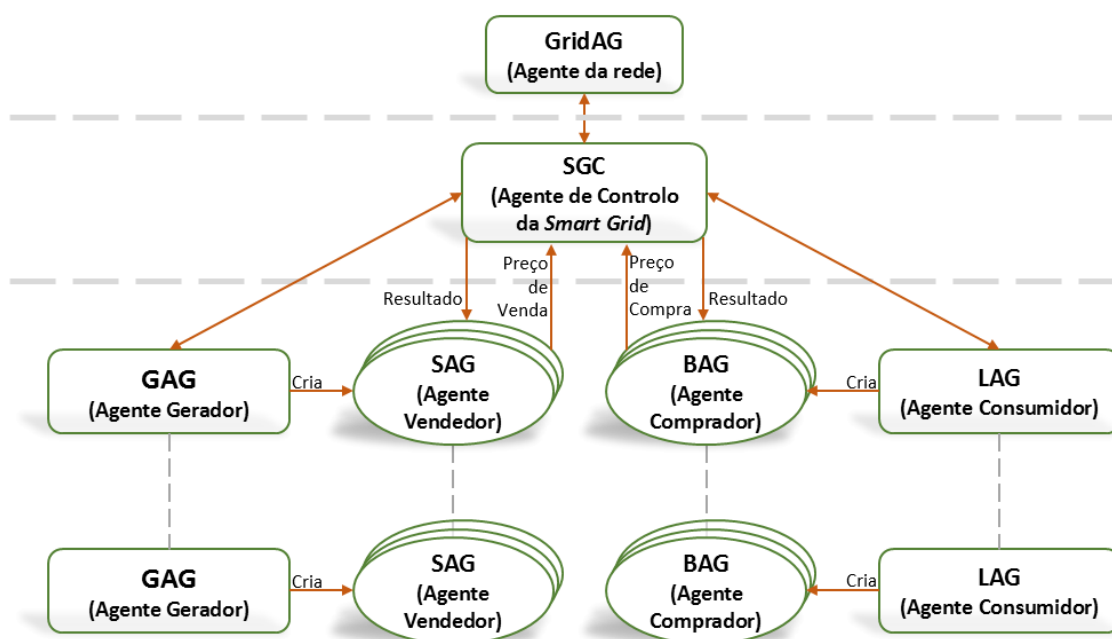 GridAG
(Agente da rede)
SGC
(Agente de Controlo
da Smart Grid)
Resultado
Preço
de
Venda
Preço
de
Compra
Resultado
GAG
(Agente Gerador)
Cria
SAG
(Agente
Vendedor)
BAG
(Agente
Comprador)
Cria
LAG
(Agente Consumidor)
GAG
(Agente Gerador)
Cria
SAG
(Agente
Vendedor)
BAG
(Agente
Comprador)
Cria
LAG
(Agente Consumidor)